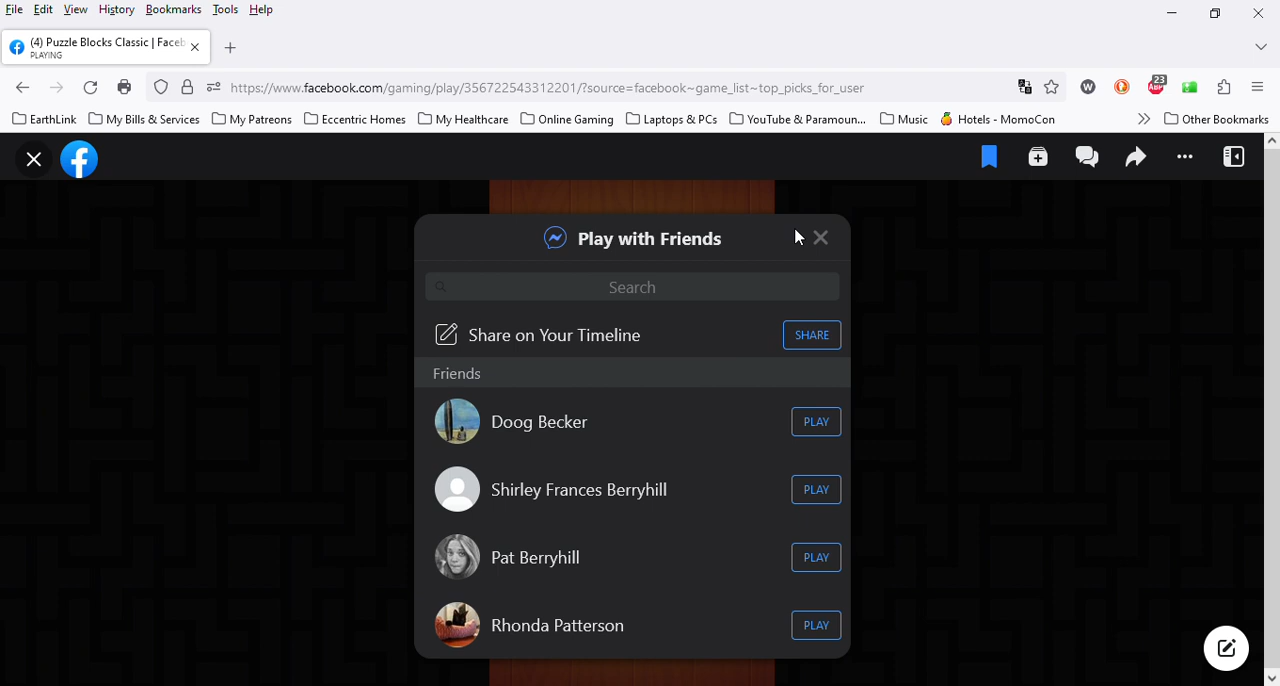 File Edit View History Bookmarks Tools Help
(4) Puzzle Blocks Classic | Faceb
PLAYING
https://www.facebook.com/gaming/play/356722543312201/?source=facebook~game_list~top_picks_for_user
W
23
ABP
EarthLink My Bills & Services My Patreons Eccentric Homes My Healthcare Online Gaming Laptops & PCs YouTube & Paramoun... Music Hotels - MomoCon Other Bookmarks
Play with Friends
Search
Share on Your Timeline SHARE
Friends
Doog Becker PLAY
Shirley Frances Berryhill PLAY
Pat Berryhill PLAY
Rhonda Patterson PLAY